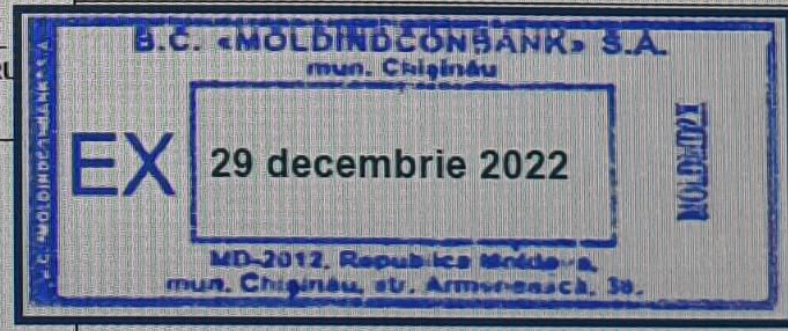 B.C. «MOLDINDCONBANK» S.A.
mun. Chişinău
EX
29 decembrie 2022
MD-2012, Republica Moldova,
mun. Chişinău, str. Armenească, 38.